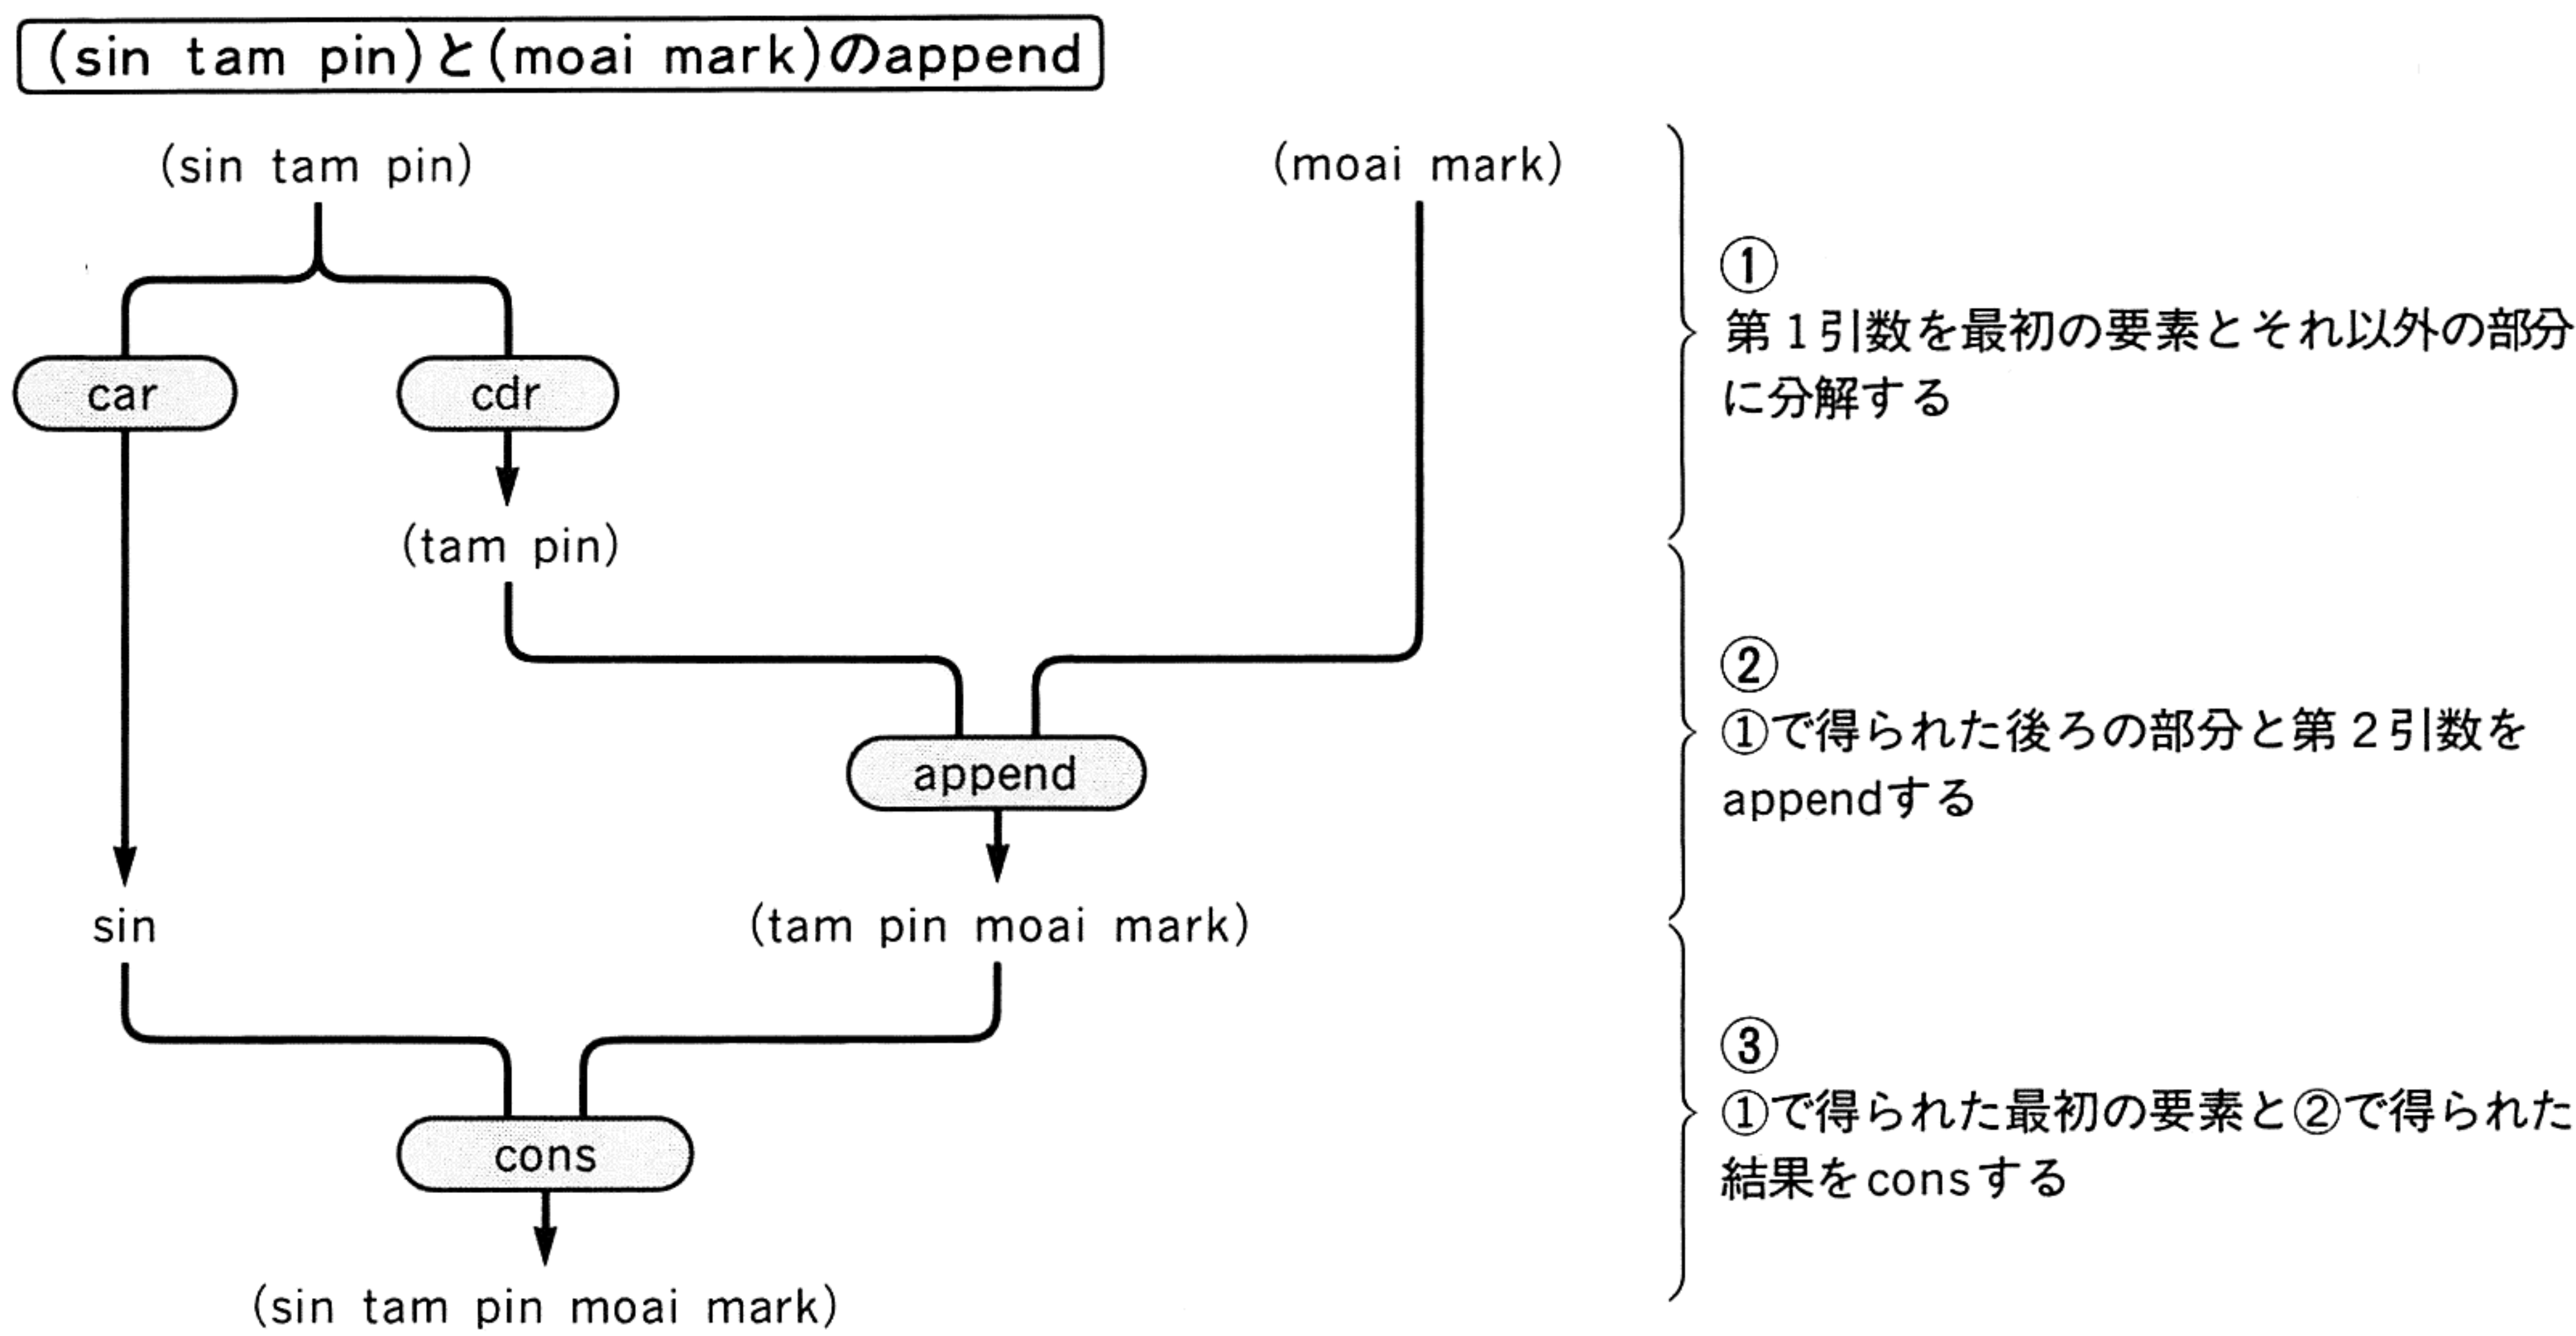 (sin tam pin)と(moai mark)のappend
(sin tam pin)
(moai mark)
car
cdr
(tam pin)
append
sin
(tam pin moai mark)
cons
(sin tam pin moai mark)
①
第1引数を最初の要素とそれ以外の部分
に分解する
②
①で得られた後ろの部分と第2引数を
appendする
③
①で得られた最初の要素と②で得られた
結果をconsする